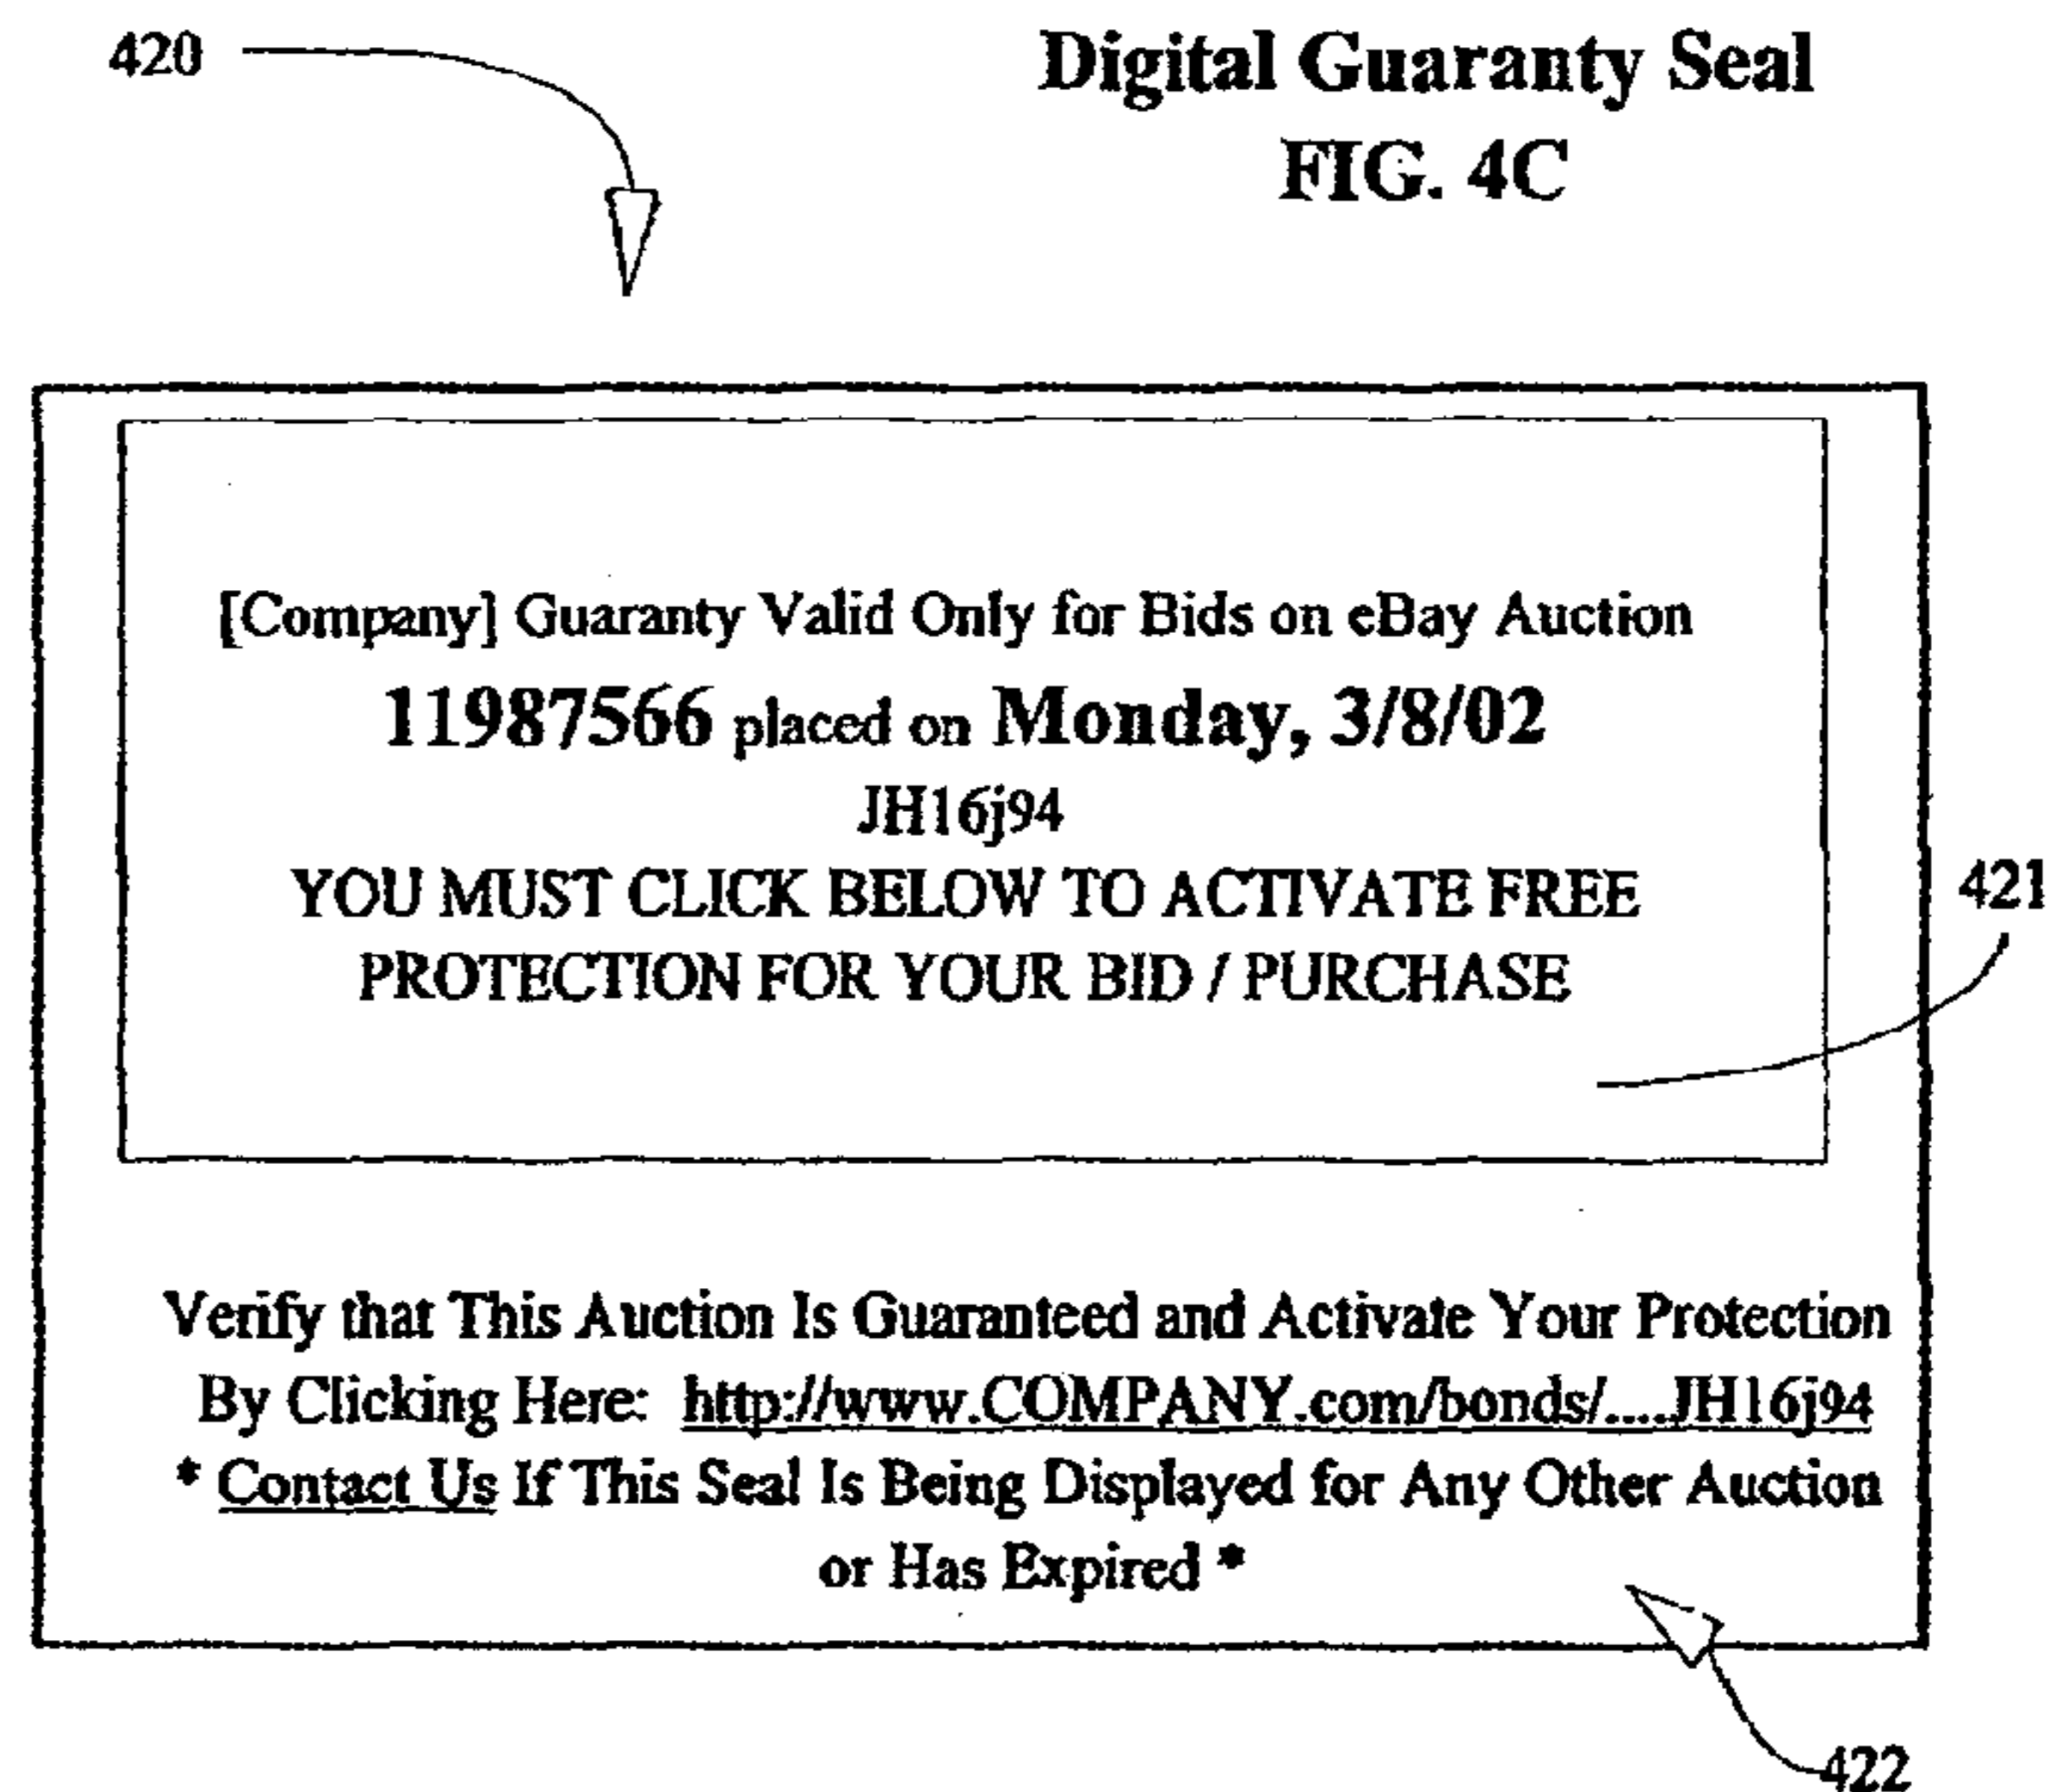 420
Digital Guaranty Seal
FIG. 4C
[Company] Guaranty Valid Only for Bids on eBay Auction
11987566 placed on Monday, 3/8/02
JH16j94
YOU MUST CLICK BELOW TO ACTIVATE FREE
PROTECTION FOR YOUR BID / PURCHASE
421
Verify that This Auction Is Guaranteed and Activate Your Protection
By Clicking Here: http://www.COMPANY.com/bonds/....JH16j94
* Contact Us If This Seal Is Being Displayed for Any Other Auction
or Has Expired *
422